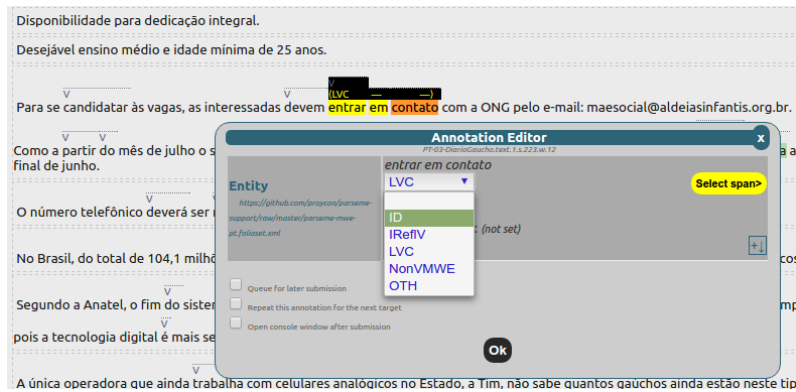 Disponibilidade para dedicação integral.
Desejável ensino médio e idade mínima de 25 anos.
V V V
(LVC — —)
Para se candidatar às vagas, as interessadas devem entrar em contato com a ONG pelo e-mail: maesocial@aldeiasinfantis.org.br.
V V
Como a partir do mês de julho o s
final de junho.
V
O número telefônico deverá ser
No Brasil, do total de 104,1 milhõ
V
Segundo a Anatel, o fim do sister
V
pois a tecnologia digital é mais se
V
A única operadora que ainda trabalha com celulares analógicos no Estado, a Tim, não sabe quantos gaúchos ainda estão neste tip
Annotation Editor
x
PT-03-DiarioGaucho.text.1.s.223.w.12
entrar em contato
Entity
LVC
Select span>
https://github.com/proycon/parseme-
support/raw/master/parseme-mwe-
pt.foliaset.xml
ID
IReflV
LVC
NonVMWE
OTH
: (not set)
+↓
Queue for later submission
Repeat this annotation for the next
target
Open console window after submission
Ok